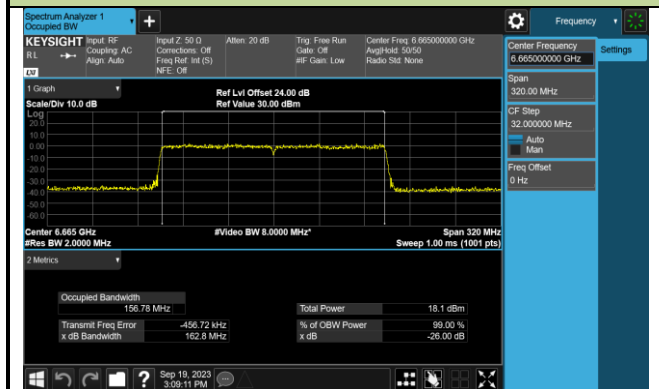 Spectrum Analyzer 1
Occupied BW
Frequency
KEYSIGHT
RL
LXI
Input: RF
Coupling: AC
Align: Auto
Input Z: 50 Ω
Corrections: Off
Freq Ref: Int (S)
NFE: Off
Atten: 20 dB
Trig: Free Run
Gate: Off
#IF Gain: Low
Center Freq: 6.665000000 GHz
Avg|Hold: 50/50
Radio Std: None
Center Frequency
6.665000000 GHz
Settings
Span
320.00 MHz
CF Step
32.000000 MHz
Auto
Man
Freq Offset
0 Hz
1 Graph
Scale/Div 10.0 dB
Ref Lvl Offset 24.00 dB
Ref Value 30.00 dBm
Log
20.0
10.0
0.00
-10.0
-20.0
-30.0
-40.0
-50.0
-60.0
Center 6.665 GHz
#Video BW 8.0000 MHz*
Span 320 MHz
#Res BW 2.0000 MHz
Sweep 1.00 ms (1001 pts)
2 Metrics
Occupied Bandwidth
156.78 MHz
Total Power 18.1 dBm
Transmit Freq Error -456.72 kHz
% of OBW Power 99.00 %
x dB Bandwidth 162.8 MHz
x dB -26.00 dB
Sep 19, 2023
3:09:11 PM